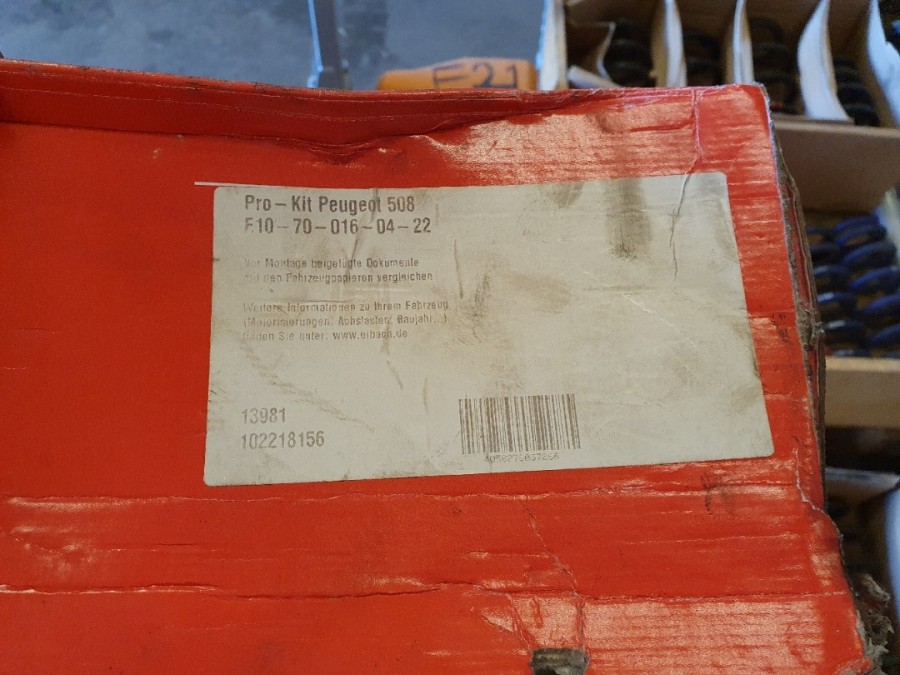 E21
Pro-Kit Peugeot 508
E10-70-016-04-22
Vor Montage beigefügte Dokumente
mit den Fahrzeugpapieren vergleichen
Weitere Informationen zu Ihrem Fahrzeug
(Motorisierungen, Achslasten, Baujahr...)
finden Sie unter: www.eibach.de
13981
102218156